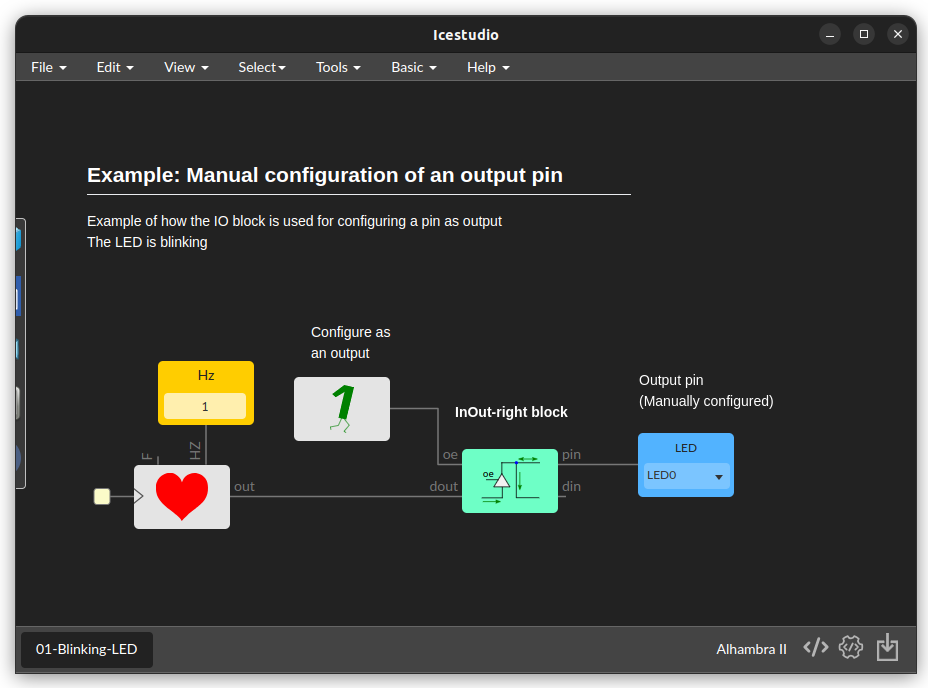 Icestudio
File Edit View Select Tools Basic Help
Example: Manual configuration of an output pin
Example of how the IO block is used for configuring a pin as output
The LED is blinking
Configure as
an output
Hz
1
1
InOut-right block
Output pin
(Manually configured)
LED
LED0
F
HZ
out
oe
dout
oe
pin
din
01-Blinking-LED
Alhambra II